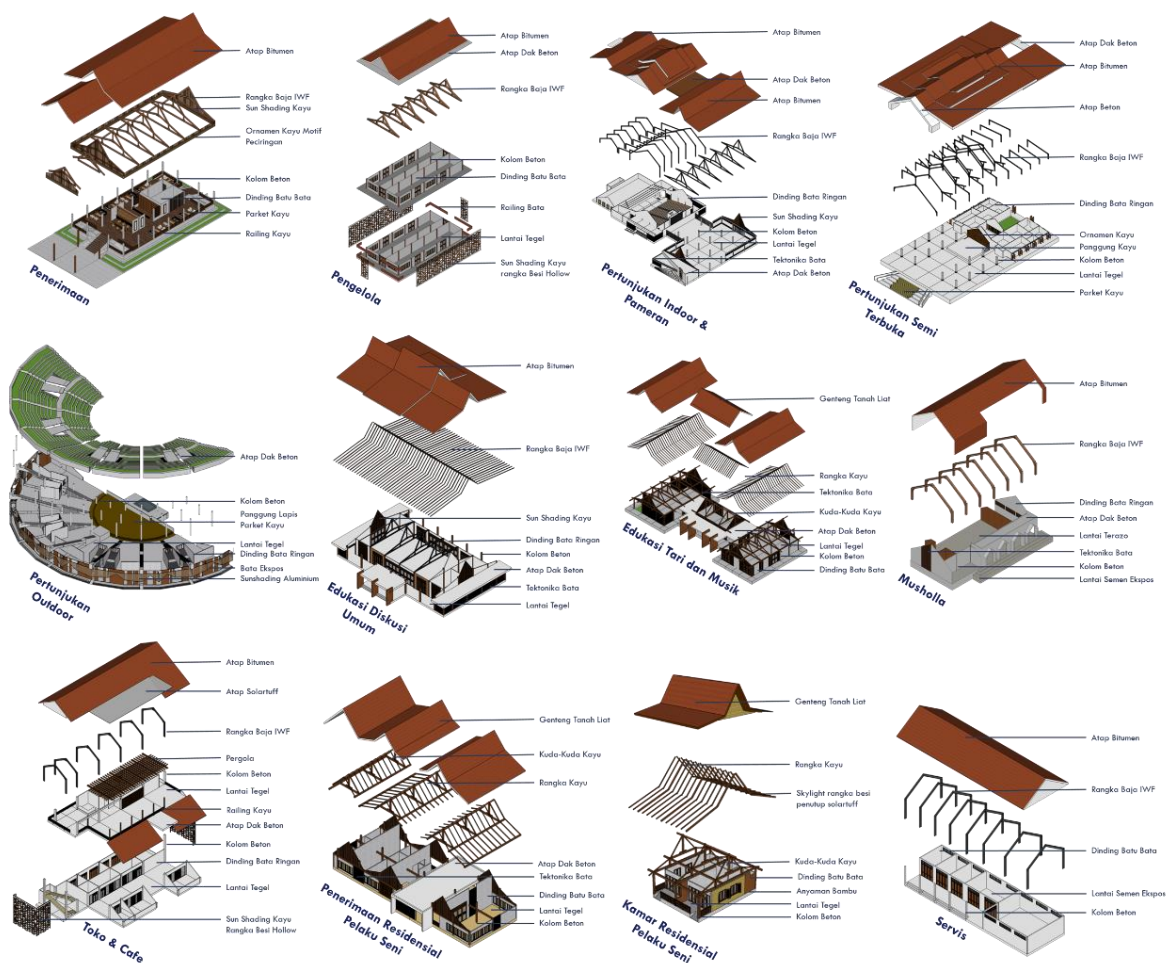 Atap Bitumen
Rangka Baja IWF
Sun Shading Kayu
Ornamen Kayu Motif
Peciringan
Kolom Beton
Dinding Batu Bata
Parket Kayu
Railing Kayu
Penerimaan
Atap Bitumen
Atap Dak Beton
Rangka Baja IWF
Kolom Beton
Dinding Batu Bata
Railing Bata
Lantai Tegel
Sun Shading Kayu
rangka Besi Hollow
Pengelola
Atap Bitumen
Atap Dak Beton
Atap Bitumen
Rangka Baja IWF
Dinding Bata Ringan
Sun Shading Kayu
Kolom Beton
Lantai Tegel
Tektonika Bata
Atap Dak Beton
Pertunjukan Indoor &
Pameran
Atap Dak Beton
Atap Bitumen
Atap Beton
Rangka Baja IWF
Dinding Bata Ringan
Ornamen Kayu
Panggung Kayu
Kolom Beton
Lantai Tegel
Parket Kayu
Pertunjukan Semi
Terbuka
Atap Dak Beton
Kolom Beton
Panggung Lapis
Parket Kayu
Lantai Tegel
Dinding Bata Ringan
Bata Ekspos
Sunshading Aluminium
Pertunjukan
Outdoor
Atap Bitumen
Rangka Baja IWF
Sun Shading Kayu
Dinding Bata Ringan
Kolom Beton
Atap Dak Beton
Tektonika Bata
Lantai Tegel
Edukasi Diskusi
Umum
Genteng Tanah Liat
Rangka Kayu
Tektonika Bata
Kuda-Kuda Kayu
Atap Dak Beton
Lantai Tegel
Kolom Beton
Dinding Batu Bata
Edukasi Tari dan Musik
Atap Bitumen
Rangka Baja IWF
Dinding Bata Ringan
Atap Dak Beton
Lantai Terazo
Tektonika Bata
Kolom Beton
Lantai Semen Ekspos
Musholla
Atap Bitumen
Atap Solartuff
Rangka Baja IWF
Pergola
Kolom Beton
Lantai Tegel
Railing Kayu
Atap Dak Beton
Kolom Beton
Dinding Bata Ringan
Lantai Tegel
Sun Shading Kayu
Rangka Besi Hollow
Toko & Cafe
Genteng Tanah Liat
Kuda-Kuda Kayu
Rangka Kayu
Atap Dak Beton
Tektonika Bata
Dinding Batu Bata
Lantai Tegel
Kolom Beton
Penerimaan Residensial
Pelaku Seni
Genteng Tanah Liat
Rangka Kayu
Skylight rangka besi
penutup solartuff
Kuda-Kuda Kayu
Dinding Batu Bata
Anyaman Bambu
Lantai Tegel
Kolom Beton
Kamar Residensial
Pelaku Seni
Atap Bitumen
Rangka Baja IWF
Dinding Batu Bata
Lantai Semen Ekspos
Kolom Beton
Servis